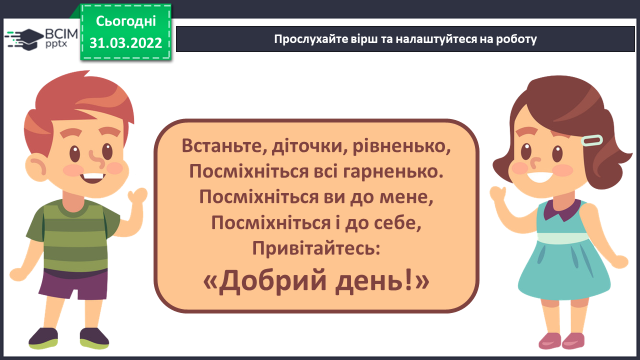 BCIM
pptx
Сьогодні
31.03.2022
Прослухайте вірш та налаштуйтеся на роботу
Встаньте, діточки, рівненько,
Посміхніться всі гарненько.
Посміхніться ви до мене,
Посміхніться і до себе,
Привітайтесь:
«Добрий день!»